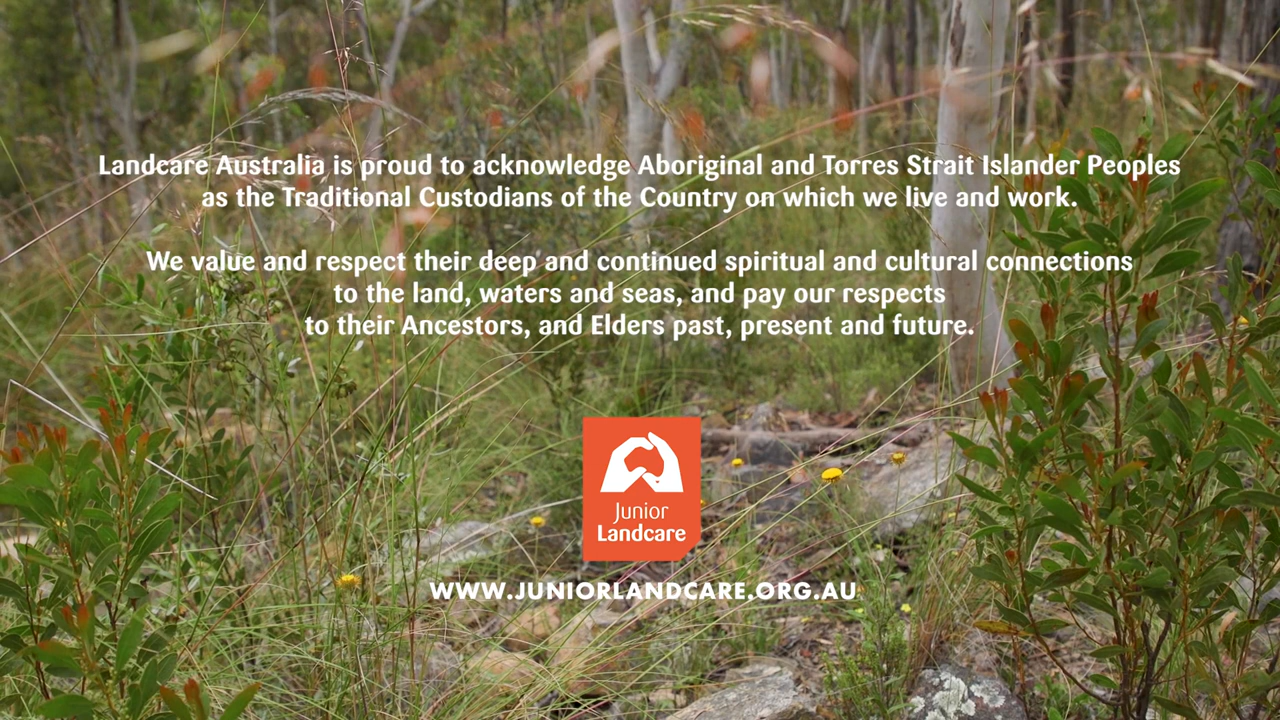 Landcare Australia is proud to acknowledge Aboriginal and Torres Strait Islander Peoples
as the Traditional Custodians of the Country on which we live and work.
We value and respect their deep and continued spiritual and cultural connections
to the land, waters and seas, and pay our respects
to their Ancestors, and Elders past, present and future.
Junior
Landcare
WWW.JUNIORLANDCARE.ORG.AU